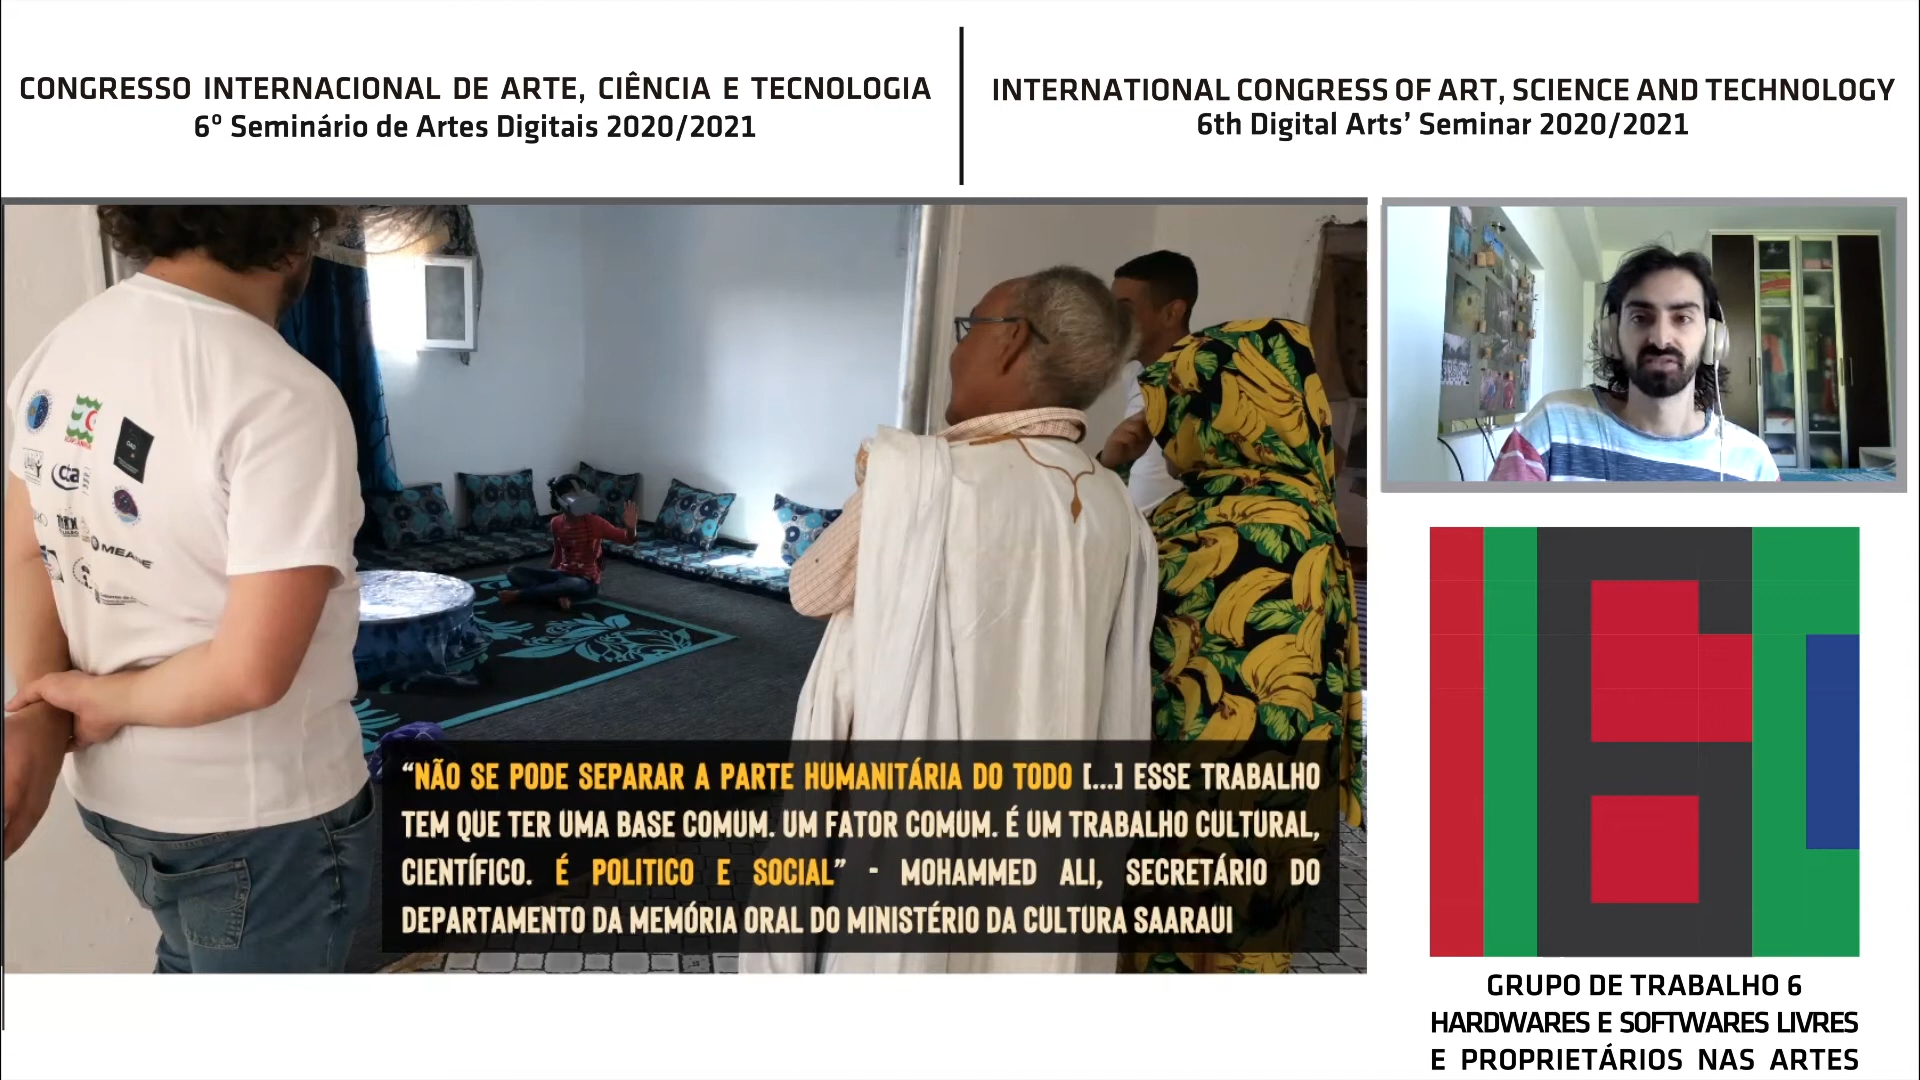 CONGRESSO INTERNACIONAL DE ARTE, CIÊNCIA E TECNOLOGIA
6º Seminário de Artes Digitais 2020/2021
INTERNATIONAL CONGRESS OF ART, SCIENCE AND TECHNOLOGY
6th Digital Arts’ Seminar 2020/2021
cta
MEANE
“NÃO SE PODE SEPARAR A PARTE HUMANITÁRIA DO TODO [...] ESSE TRABALHO
TEM QUE TER UMA BASE COMUM. UM FATOR COMUM. É UM TRABALHO CULTURAL,
CIENTÍFICO. É POLITICO E SOCIAL” - MOHAMMED ALI, SECRETÁRIO DO
DEPARTAMENTO DA MEMÓRIA ORAL DO MINISTÉRIO DA CULTURA SAARAUI
GRUPO DE TRABALHO 6
HARDWARES E SOFTWARES LIVRES
E PROPRIETÁRIOS NAS ARTES